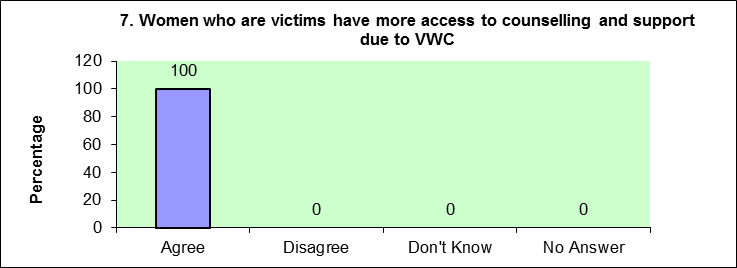 7. Women who are victims have more access to counselling and support
due to VWC
Percentage
120
100
80
60
40
20
0
100
0
0
0
Agree
Disagree
Don't Know
No Answer